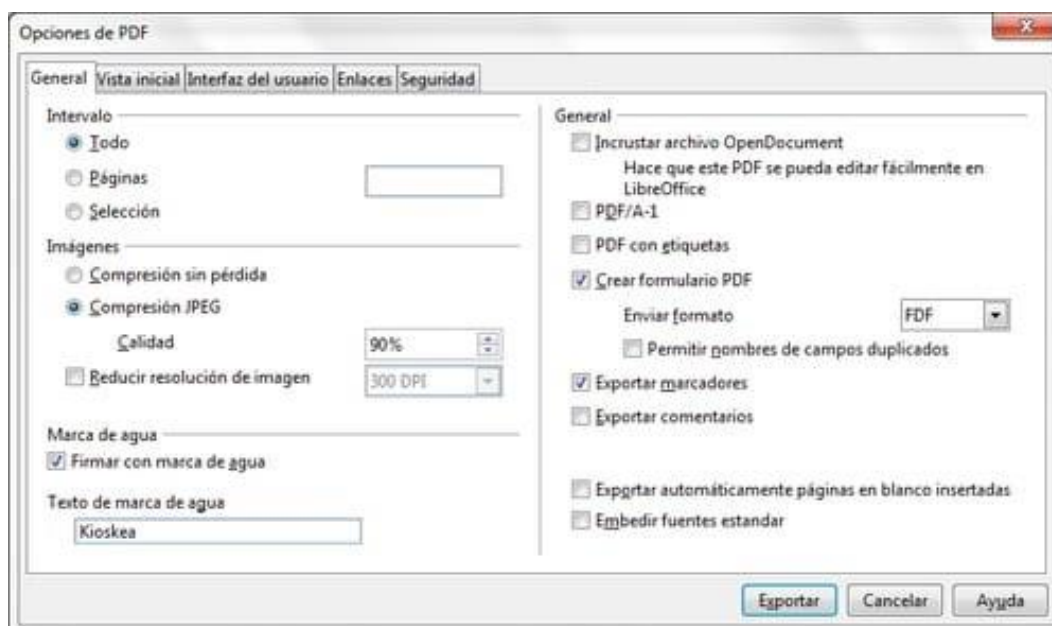 Opciones de PDF
General Vista inicial Interfaz del usuario Enlaces Seguridad
Intervalo
Todo
Páginas
Selección
Imágenes
Compresión sin pérdida
Compresión JPEG
Calidad 90%
Reducir resolución de imagen 300 DPI
Marca de agua
Firmar con marca de agua
Texto de marca de agua
Kioskea
General
Incrustar archivo OpenDocument
Hace que este PDF se pueda editar fácilmente en
LibreOffice
PDF/A-1
PDF con etiquetas
Crear formulario PDF
Enviar formato FDF
Permitir nombres de campos duplicados
Exportar marcadores
Exportar comentarios
Exportar automáticamente páginas en blanco insertadas
Embedir fuentes estandar
Exportar Cancelar Ayuda